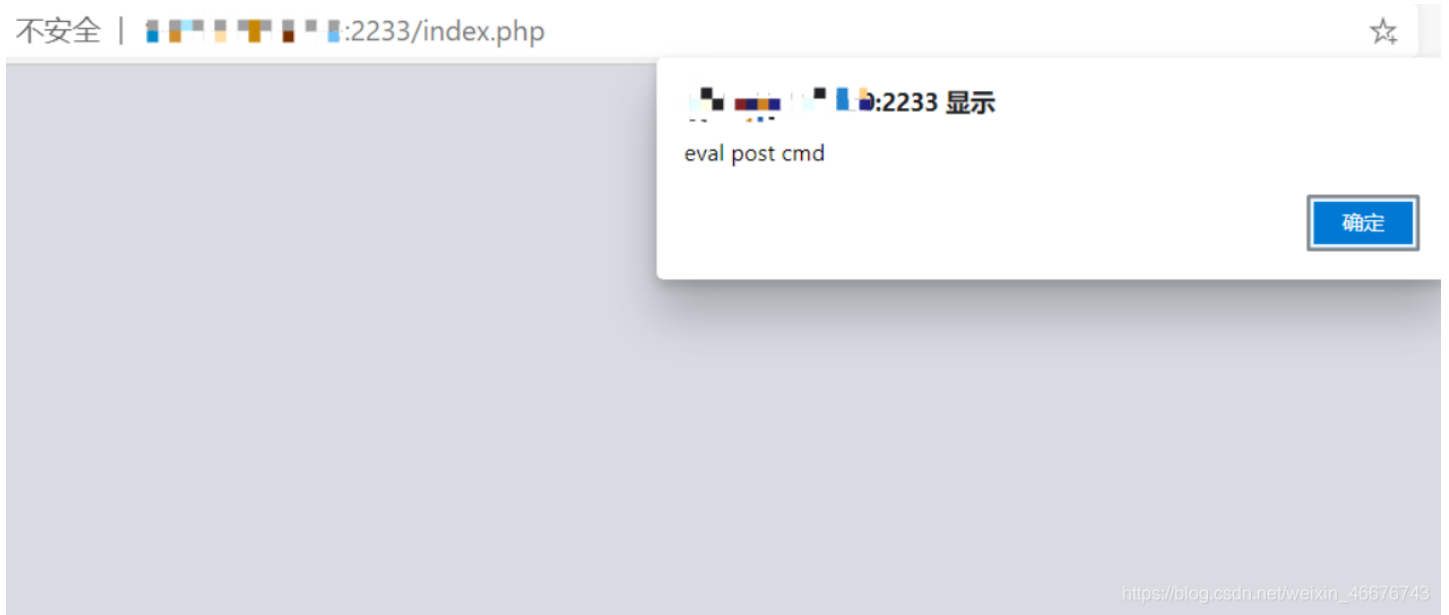 不安全 | :2233/index.php
:2233 显示
eval post cmd
确定
https://blog.csdn.net/weixin_46676743